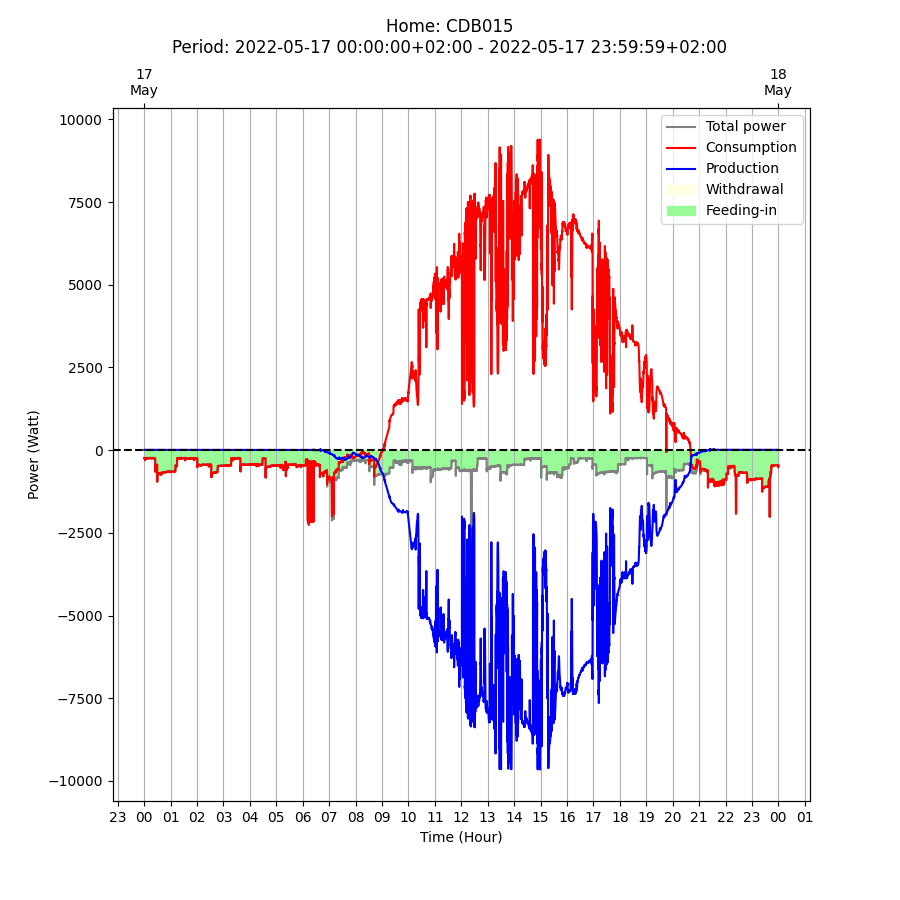 Home: CDB015
Period: 2022-05-17 00:00:00+02:00 - 2022-05-17 23:59:59+02:00
17 18
May May
Total power
Consumption
Production
Withdrawal
Feeding-in
10000
7500
5000
2500
0
−2500
−5000
−7500
−10000
Power (Watt)
23 00 01 02 03 04 05 06 07 08 09 10 11 12 13 14 15 16 17 18 19 20 21 22 23 00 01
Time (Hour)